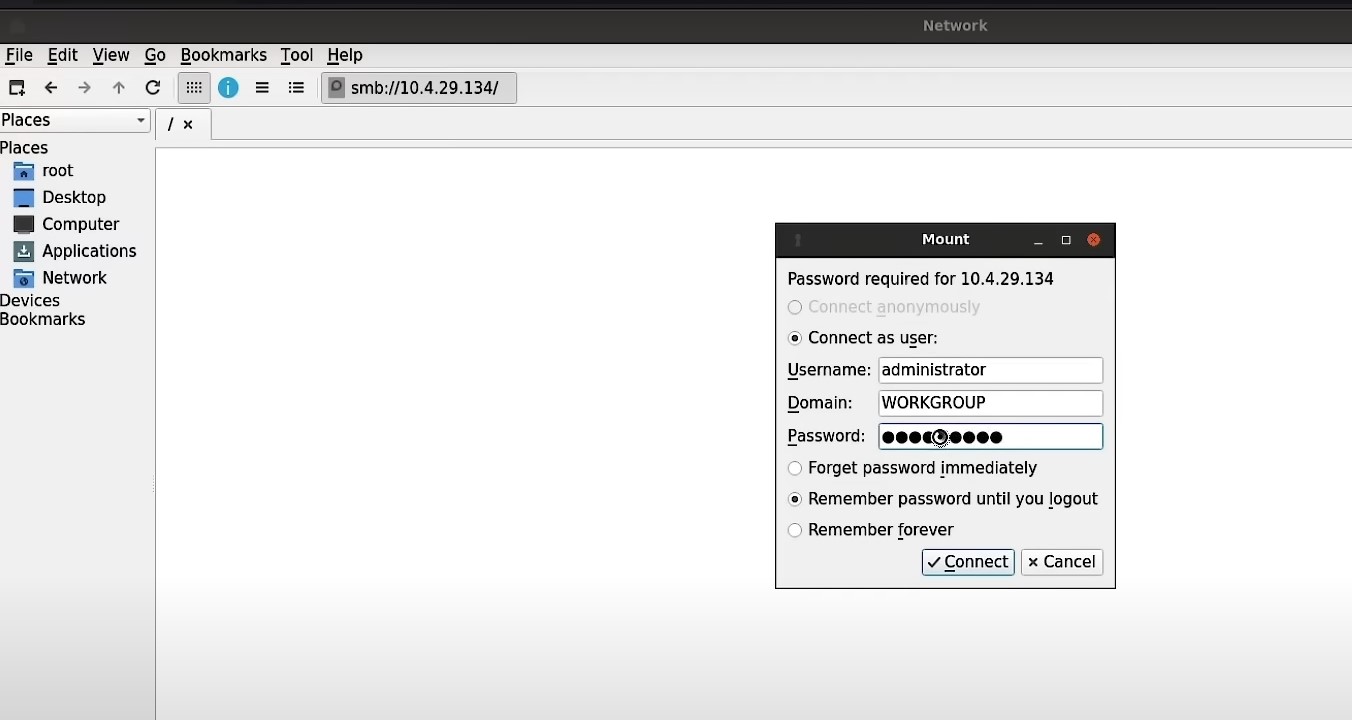 Network
File Edit View Go Bookmarks Tool Help
smb://10.4.29.134/
Places
/
Places
root
Desktop
Computer
Applications
Network
Devices
Bookmarks
Mount
Password required for 10.4.29.134
Connect anonymously
Connect as user:
Username: administrator
Domain: WORKGROUP
Password: ●●●●●●●●●
Forget password immediately
Remember password until you logout
Remember forever
Connect Cancel